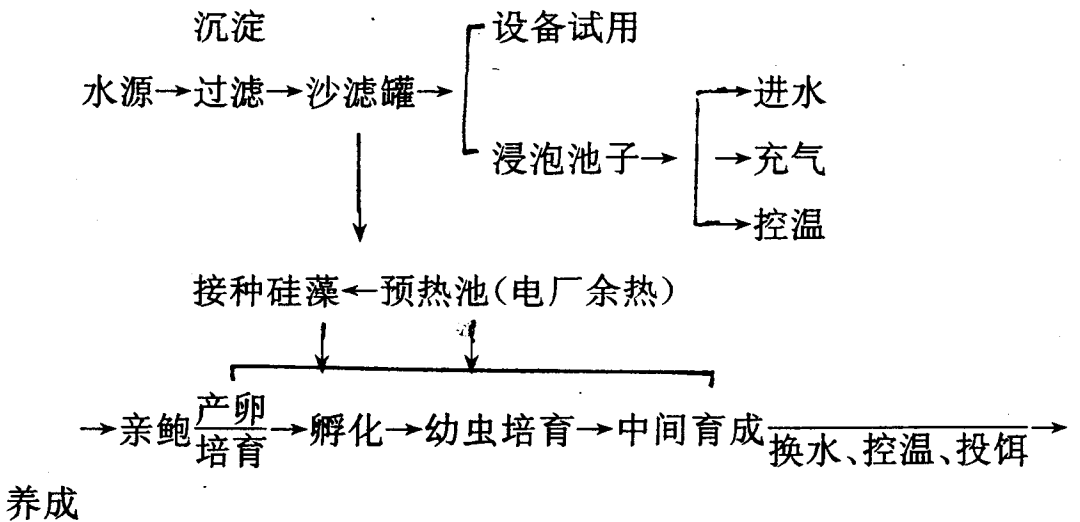 沉淀
设备试用
水源→过滤→沙滤罐→
进水
浸泡池子→
→充气
控温
接种硅藻←预热池(电厂余热)
→亲鲍产卵培育→孵化→幼虫培育→中间育成换水、控温、投饵→
养成